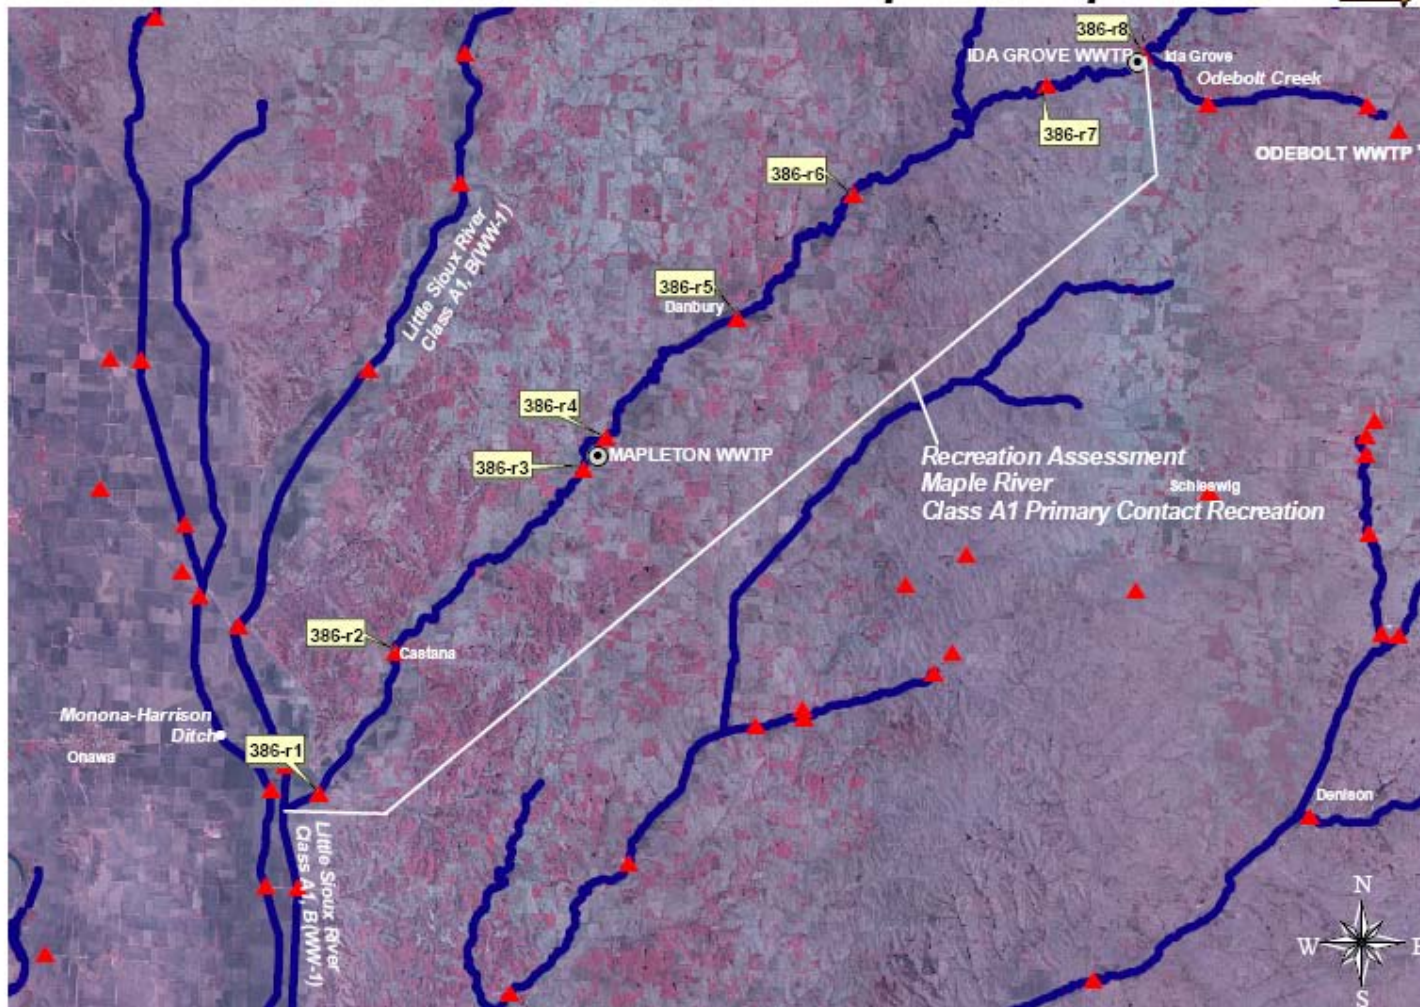 386-r8
IDA GROVE WWTP
Ida Grove
Odebolt Creek
386-r7
ODEBOLT WWTP
386-r6
Little Sioux River
Class A1, B(WW-1)
386-r5
Danbury
386-r4
MAPLETON WWTP
386-r3
Recreation Assessment
Maple River
Class A1 Primary Contact Recreation
Schleswig
386-r2
Castana
Monona-Harrison
Ditch
386-r1
Onawa
Denison
Little Sioux River
Class A1, B(WW-1)
N
W
S